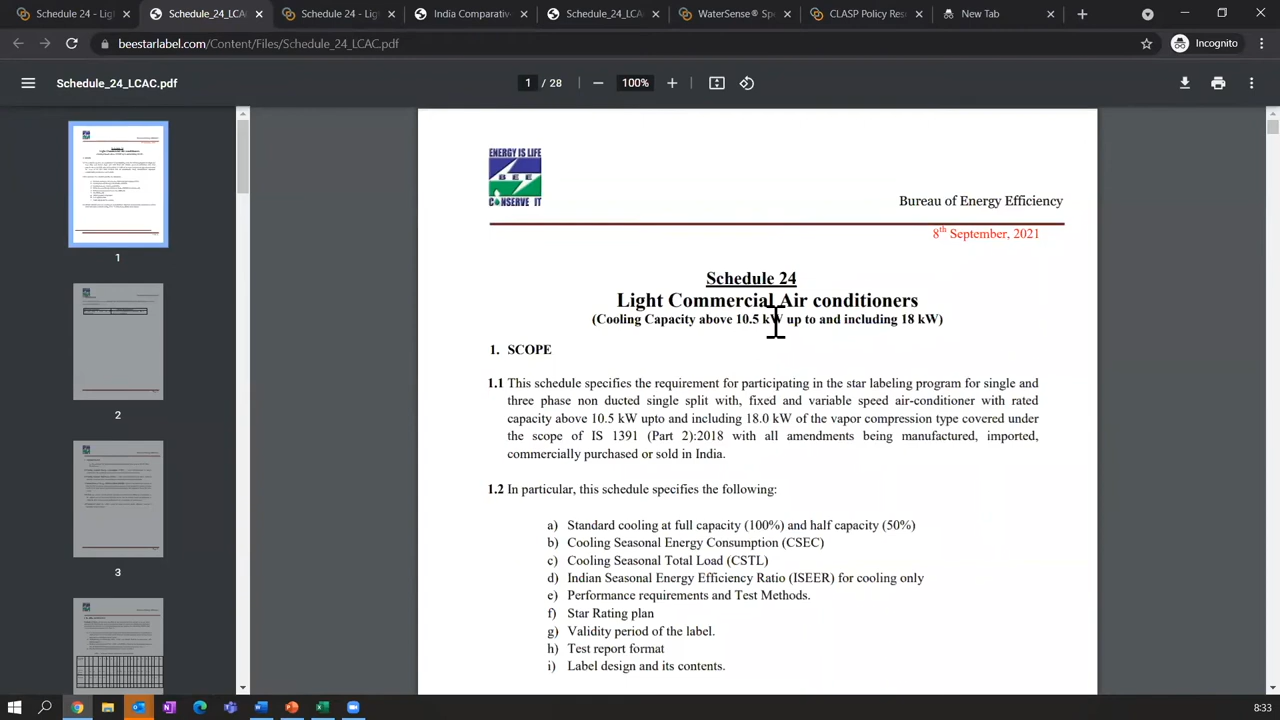 Schedule 24 - Ligh
Schedule_24_LCAC
Schedule 24 - Ligh
India Comparative
Schedule_24_LCAC
WaterSense® Spe
CLASP Policy Res
New Tab
beestarlabel.com/Content/Files/Schedule_24_LCAC.pdf
Incognito
Schedule_24_LCAC.pdf
1 / 28
100%
ENERGY IS LIFE
BEE
CONSERVE IT
Bureau of Energy Efficiency
8th September, 2021
Schedule 24
Light Commercial Air conditioners
(Cooling Capacity above 10.5 kW up to and including 18 kW)
1. SCOPE
1.1 This schedule specifies the requirement for participating in the star labeling program for single and
three phase non ducted single split with, fixed and variable speed air-conditioner with rated
capacity above 10.5 kW upto and including 18.0 kW of the vapor compression type covered under
the scope of IS 1391 (Part 2):2018 with all amendments being manufactured, imported,
commercially purchased or sold in India.
1.2 In particular, this schedule specifies the following:
a) Standard cooling at full capacity (100%) and half capacity (50%)
b) Cooling Seasonal Energy Consumption (CSEC)
c) Cooling Seasonal Total Load (CSTL)
d) Indian Seasonal Energy Efficiency Ratio (ISEER) for cooling only
e) Performance requirements and Test Methods.
f) Star Rating plan
g) Validity period of the label.
h) Test report format
i) Label design and its contents.
1
2
3
8:33